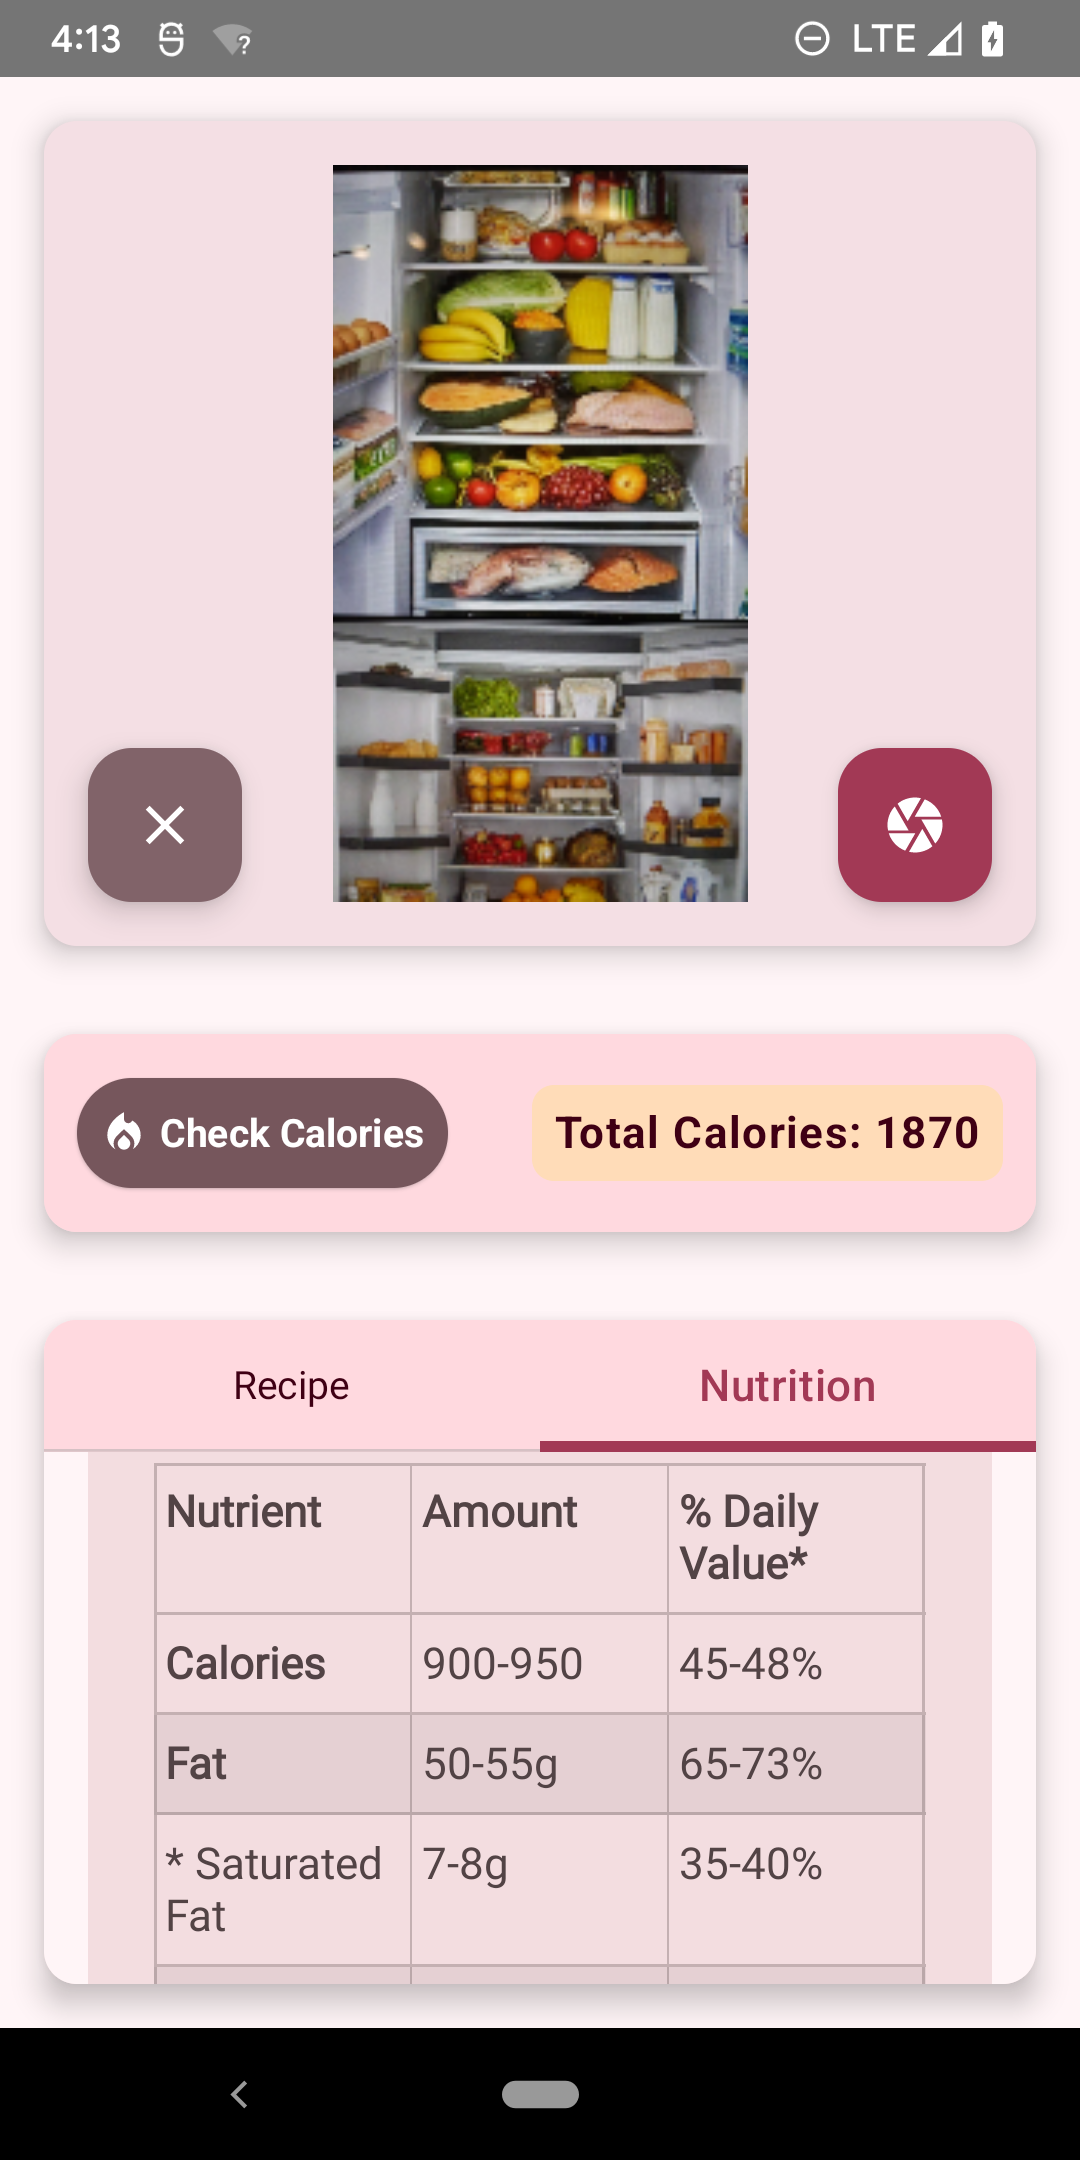 4:13
LTE
Check Calories
Total Calories: 1870
Recipe
Nutrition
Nutrient
Amount
% Daily
Value*
Calories
900-950
45-48%
Fat
50-55g
65-73%
* Saturated
Fat
7-8g
35-40%